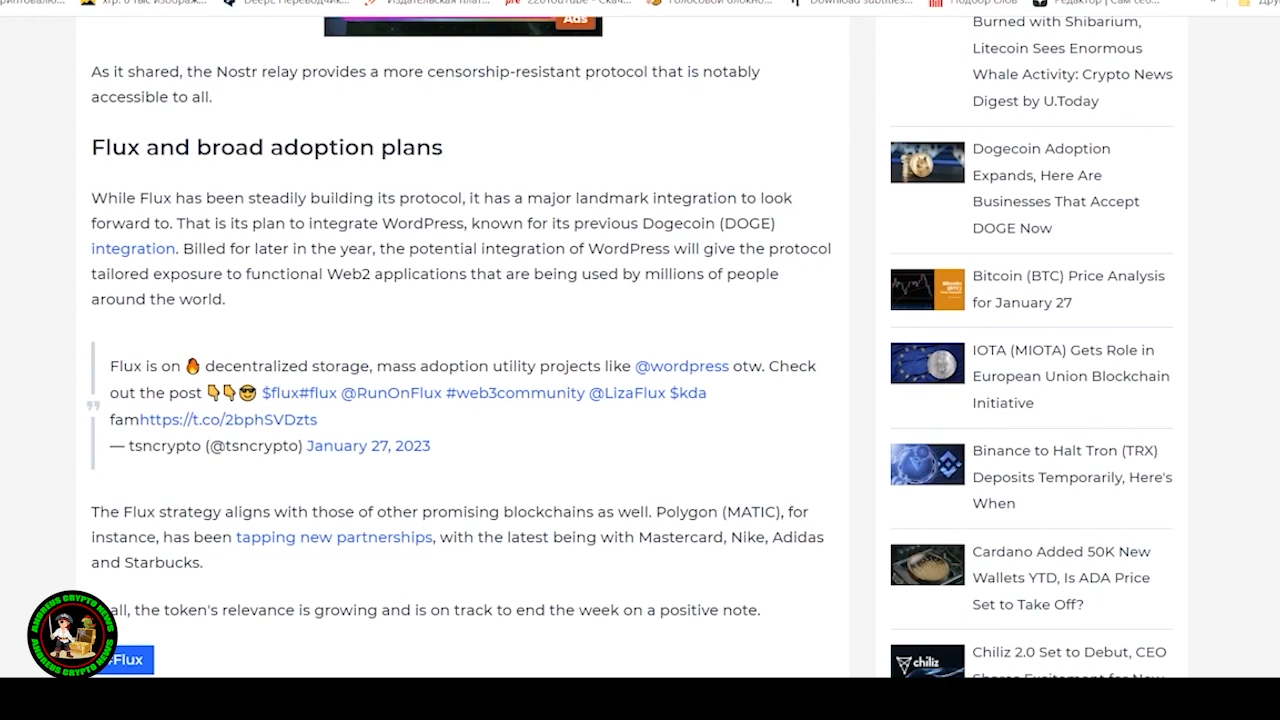 Ads
As it shared, the Nostr relay provides a more censorship-resistant protocol that is notably
accessible to all.
Flux and broad adoption plans
While Flux has been steadily building its protocol, it has a major landmark integration to look
forward to. That is its plan to integrate WordPress, known for its previous Dogecoin (DOGE)
integration. Billed for later in the year, the potential integration of WordPress will give the protocol
tailored exposure to functional Web2 applications that are being used by millions of people
around the world.
Flux is on 🔥 decentralized storage, mass adoption utility projects like @wordpress otw. Check
out the post 👇👇😎 $flux#flux @RunOnFlux #web3community @LizaFlux $kda
famhttps://t.co/2bphSVDzts
— tsncrypto (@tsncrypto) January 27, 2023
The Flux strategy aligns with those of other promising blockchains as well. Polygon (MATIC), for
instance, has been tapping new partnerships, with the latest being with Mastercard, Nike, Adidas
and Starbucks.
all, the token's relevance is growing and is on track to end the week on a positive note.
Flux
ANDREUS CRYPTO NEWS
ANDREUS CRYPTO NEWS
Burned with Shibarium,
Litecoin Sees Enormous
Whale Activity: Crypto News
Digest by U.Today
Dogecoin Adoption
Expands, Here Are
Businesses That Accept
DOGE Now
Bitcoin (BTC) Price Analysis
for January 27
IOTA (MIOTA) Gets Role in
European Union Blockchain
Initiative
Binance to Halt Tron (TRX)
Deposits Temporarily, Here's
When
Cardano Added 50K New
Wallets YTD, Is ADA Price
Set to Take Off?
chiliz
Chiliz 2.0 Set to Debut, CEO